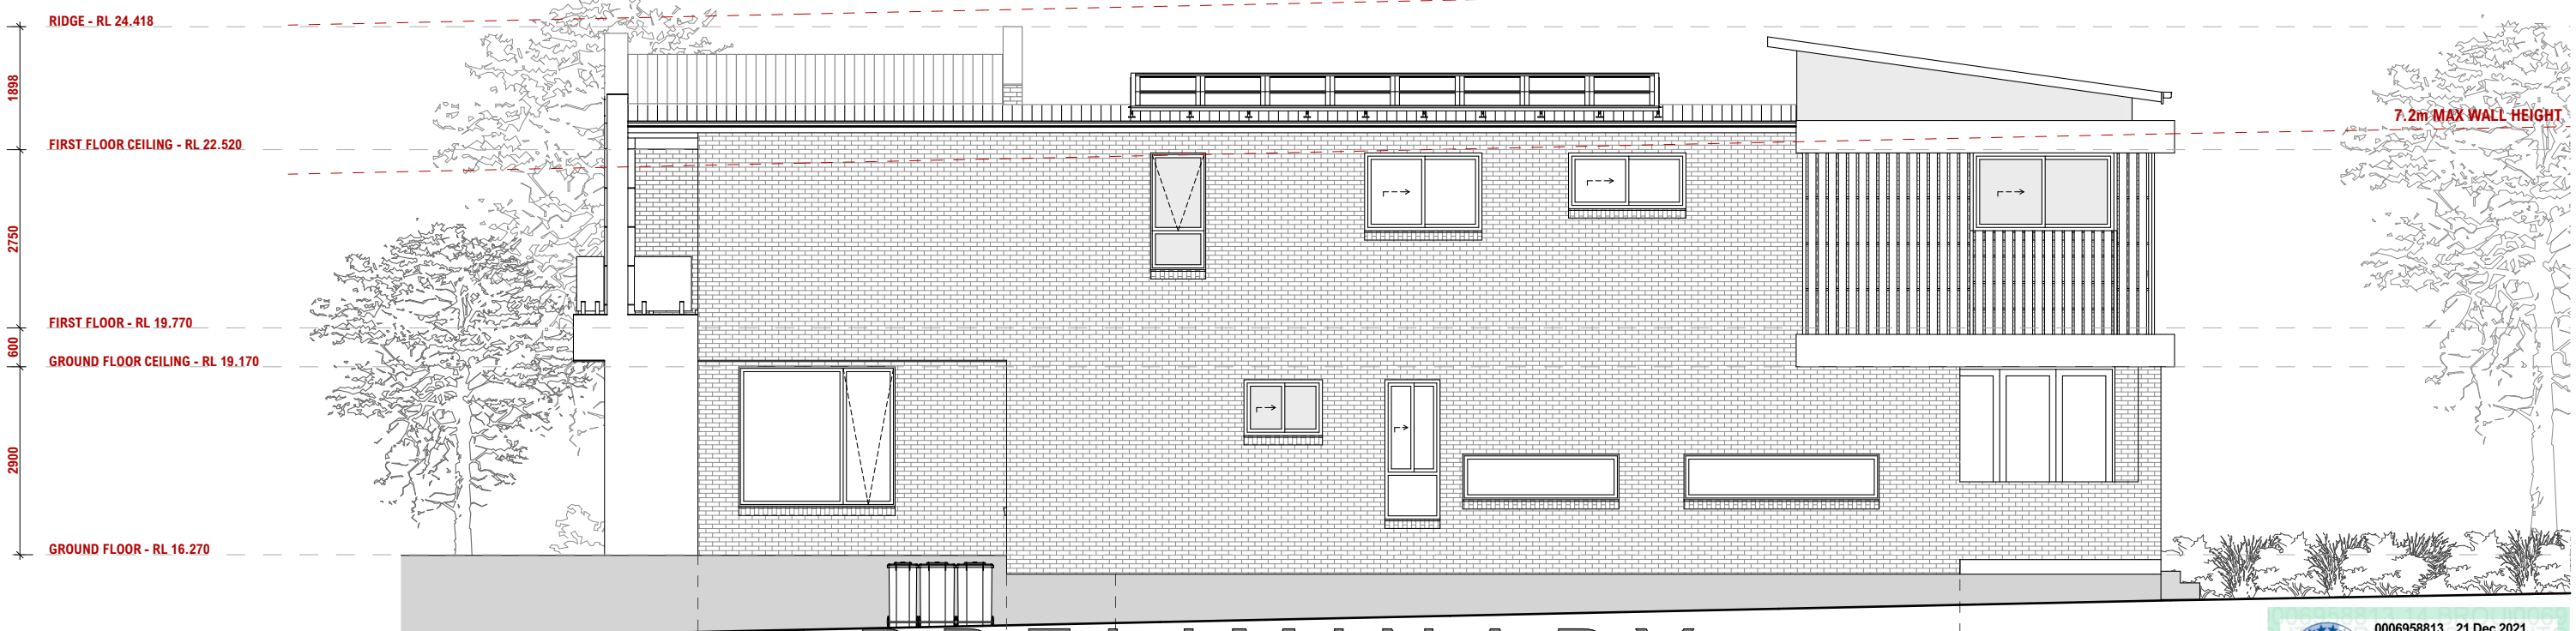 RIDGE - RL 24.418
1898
7.2m MAX WALL HEIGHT
FIRST FLOOR CEILING - RL 22.520
2750
FIRST FLOOR - RL 19.770
600
GROUND FLOOR CEILING - RL 19.170
2900
GROUND FLOOR - RL 16.270
0006958813 21 Dec 2021